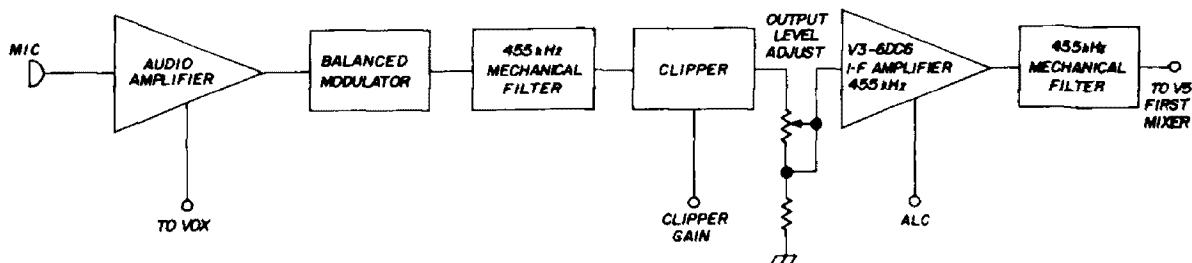 MIC
AUDIO
AMPLIFIER
TO VOX
BALANCED
MODULATOR
455 kHz
MECHANICAL
FILTER
CLIPPER
CLIPPER
GAIN
OUTPUT
LEVEL
ADJUST
V3-6DC6
I-F AMPLIFIER
455 kHz
ALC
455 kHz
MECHANICAL
FILTER
TO V5
FIRST
MIXER